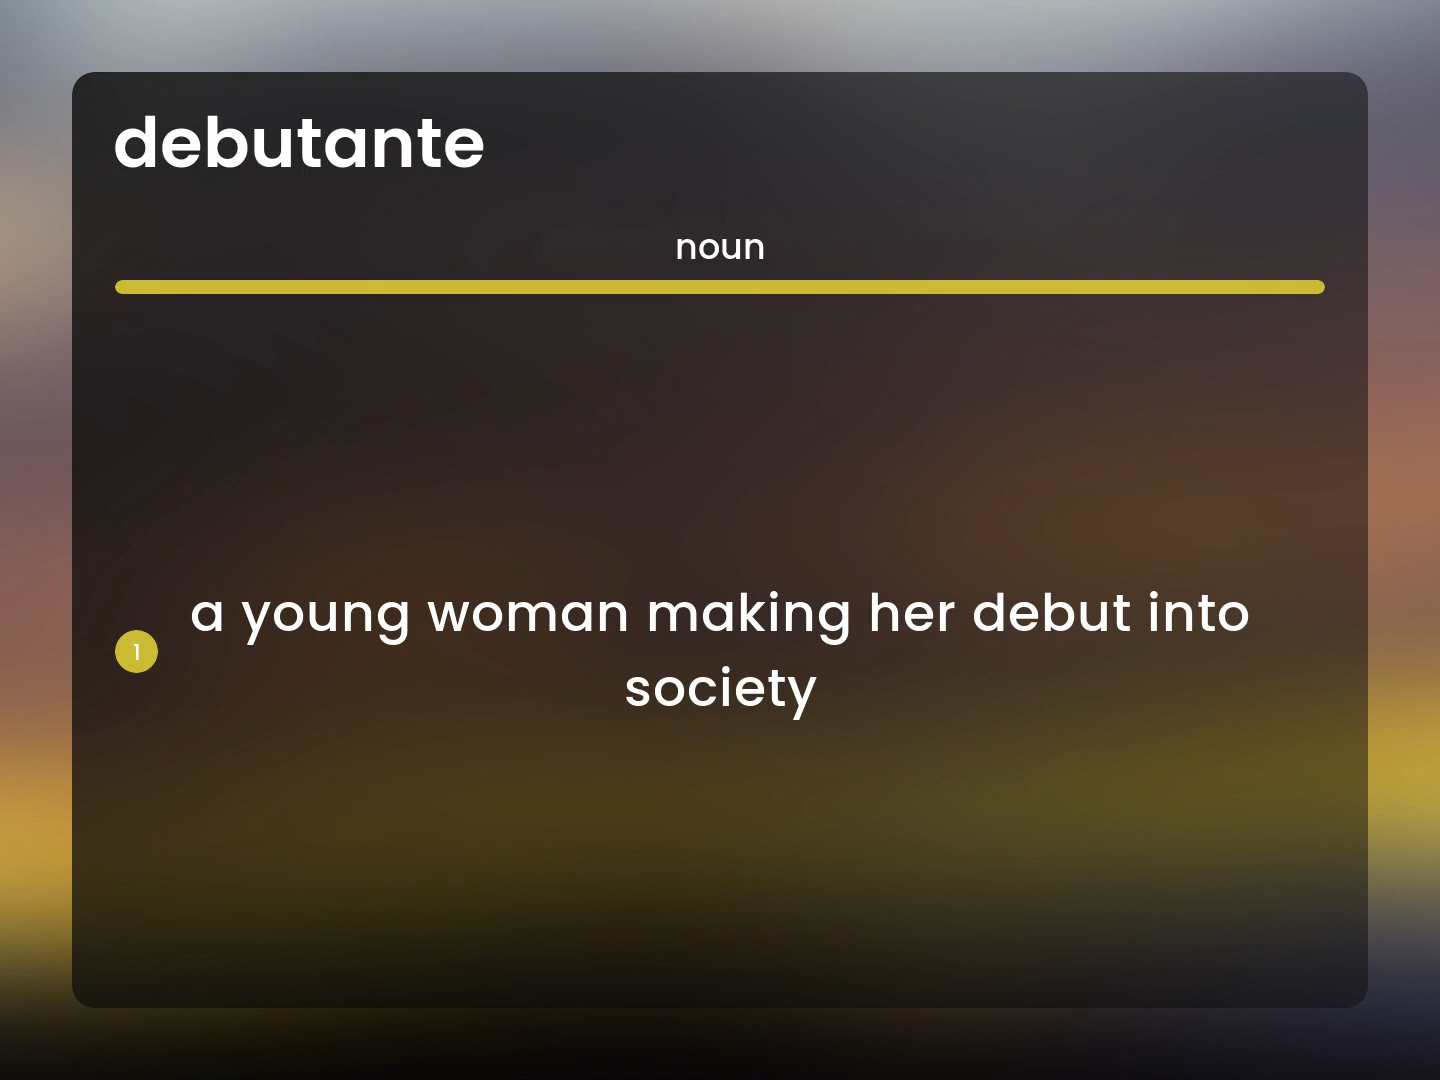 debutante
noun
1
a young woman making her debut into
society